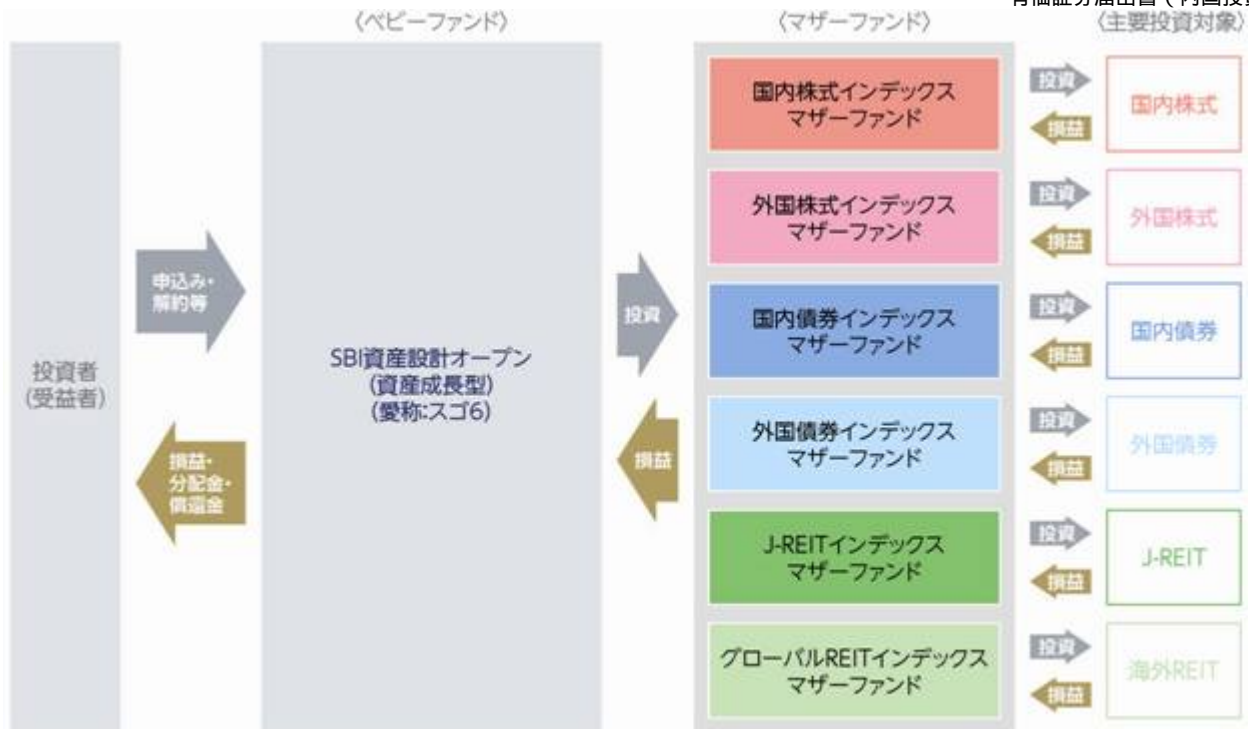 有価証券届出書(内国投資
〈ベビーファンド〉
〈マザーファンド〉
〈主要投資対象〉
投資者
(受益者)
申込み・
解約等
損益・
分配金・
償還金
SBI資産設計オープン
(資産成長型)
(愛称:スゴ6)
投資
損益
国内株式インデックス
マザーファンド
投資
損益
国内株式
外国株式インデックス
マザーファンド
投資
損益
外国株式
国内債券インデックス
マザーファンド
投資
損益
国内債券
外国債券インデックス
マザーファンド
投資
損益
外国債券
J-REITインデックス
マザーファンド
投資
損益
J-REIT
グローバルREITインデックス
マザーファンド
投資
損益
海外REIT